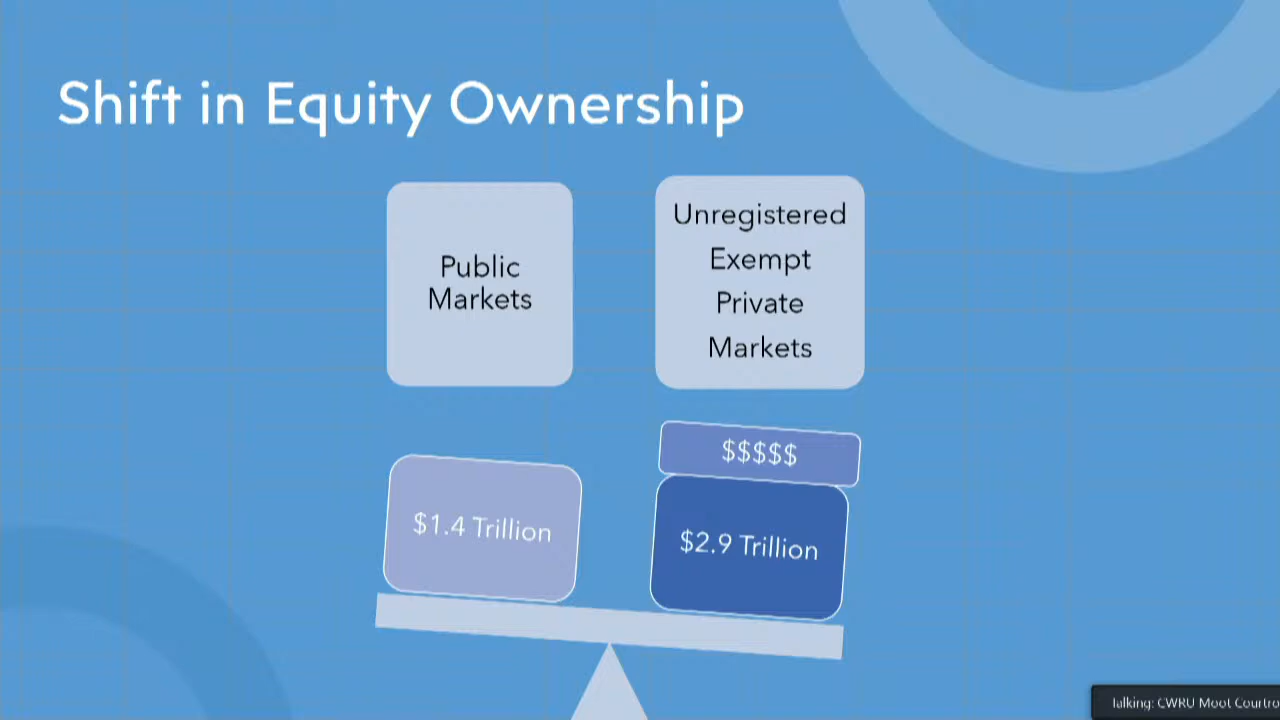 Shift in Equity Ownership
Public
Markets
Unregistered
Exempt
Private
Markets
$$$$$
$1.4 Trillion
$2.9 Trillion
Talking: CWRU Moot Courtro